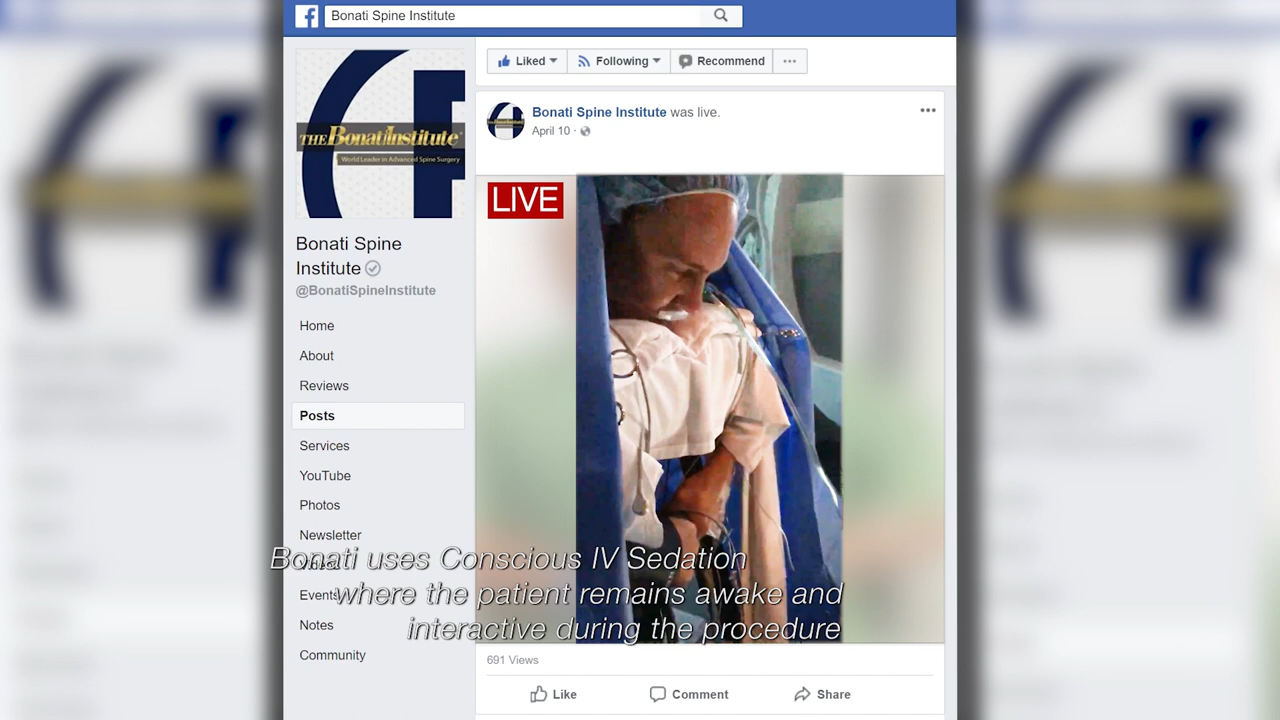 Bonati Spine Institute
Liked
Following
Recommend
THE Bonati Institute
World Leader in Advanced Spine Surgery
Bonati Spine Institute was live.
April 10
LIVE
Bonati Spine
Institute
@BonatiSpineInstitute
Home
About
Reviews
Posts
Services
YouTube
Photos
Newsletter
Events
Notes
Community
Bonati uses Conscious IV Sedation
where the patient remains awake and
interactive during the procedure
691 Views
Like
Comment
Share